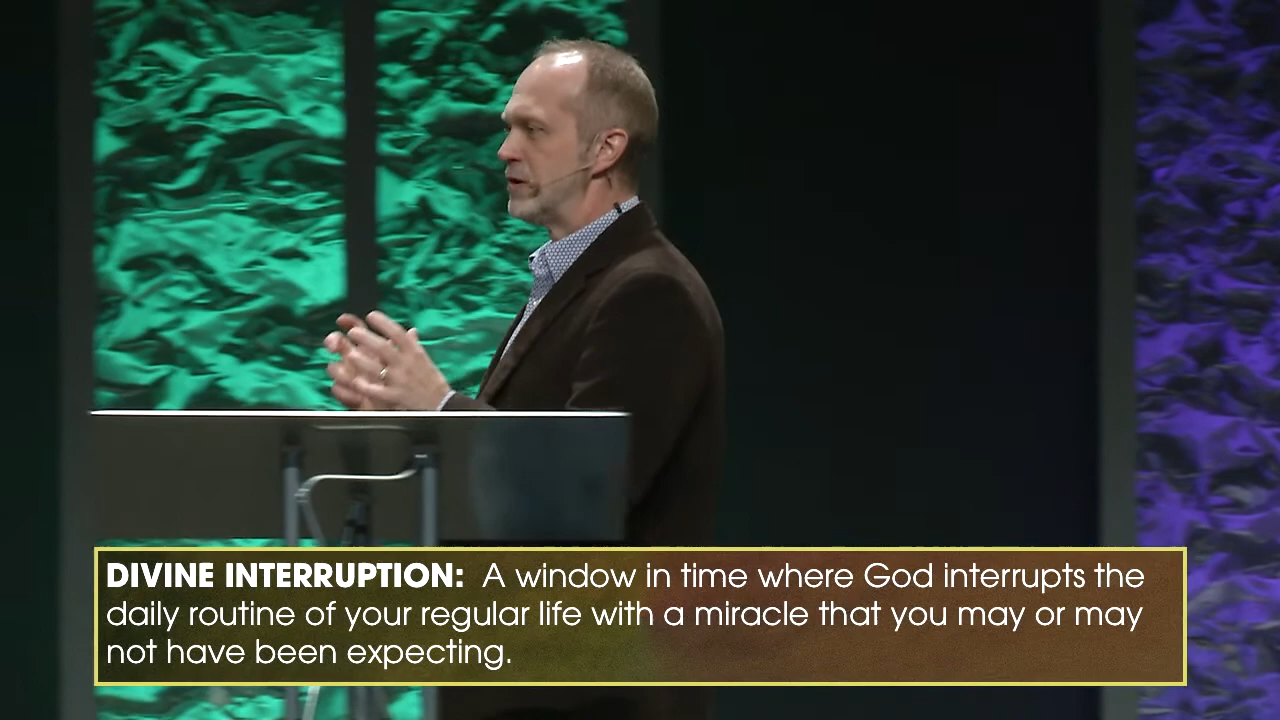 DIVINE INTERRUPTION: A window in time where God interrupts the
daily routine of your regular life with a miracle that you may or may
not have been expecting.